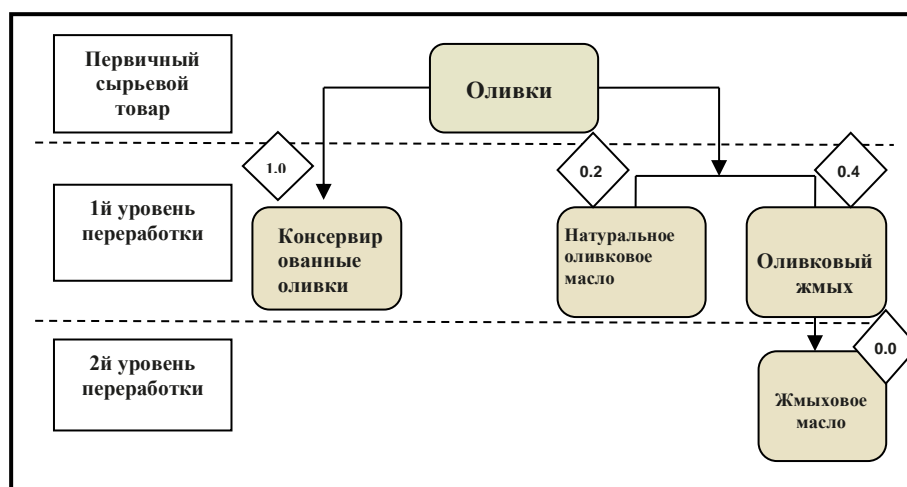 Первичный
сырьевой
товар
Оливки
1.0
0.2
0.4
1й уровень
переработки
Консервир
ованные
оливки
Натуральное
оливковое
масло
Оливковый
жмых
0.0
2й уровень
переработки
Жмыховое
масло